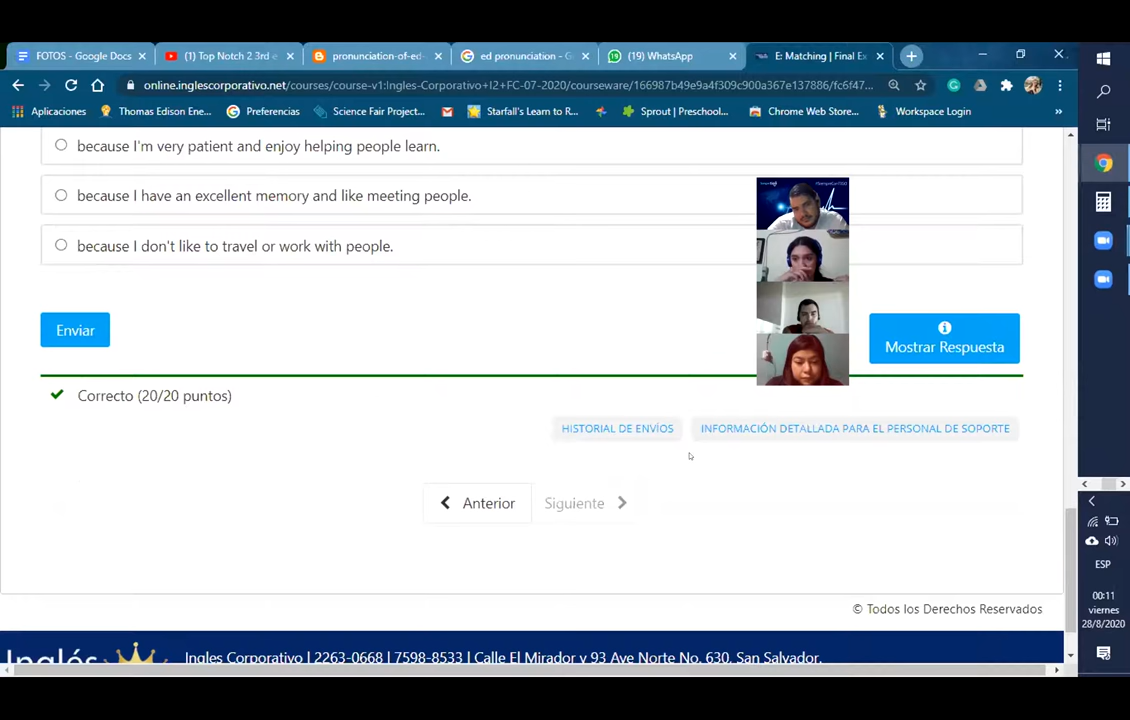 FOTOS - Google Docs
(1) Top Notch 2 3rd e
pronunciation-of-ed-
ed pronunciation - G
(19) WhatsApp
E: Matching | Final Ex
online.inglescorporativo.net/courses/course-v1:Ingles-Corporativo+I2+FC-07-2020/courseware/166987b49e9a4f309c900a367e137886/fc6f47...
Aplicaciones
Thomas Edison Ene...
Preferencias
Science Fair Project...
Starfall's Learn to R...
Sprout | Preschool...
Chrome Web Store...
Workspace Login
»
because I'm very patient and enjoy helping people learn.
because I have an excellent memory and like meeting people.
because I don't like to travel or work with people.
Enviar
Mostrar Respuesta
Correcto (20/20 puntos)
HISTORIAL DE ENVÍOS
INFORMACIÓN DETALLADA PARA EL PERSONAL DE SOPORTE
Anterior
Siguiente
© Todos los Derechos Reservados
Inglés
Ingles Corporativo | 2263-0668 | 7598-8533 | Calle El Mirador y 93 Ave Norte No. 630, San Salvador.
ESP
00:11
viernes
28/8/2020